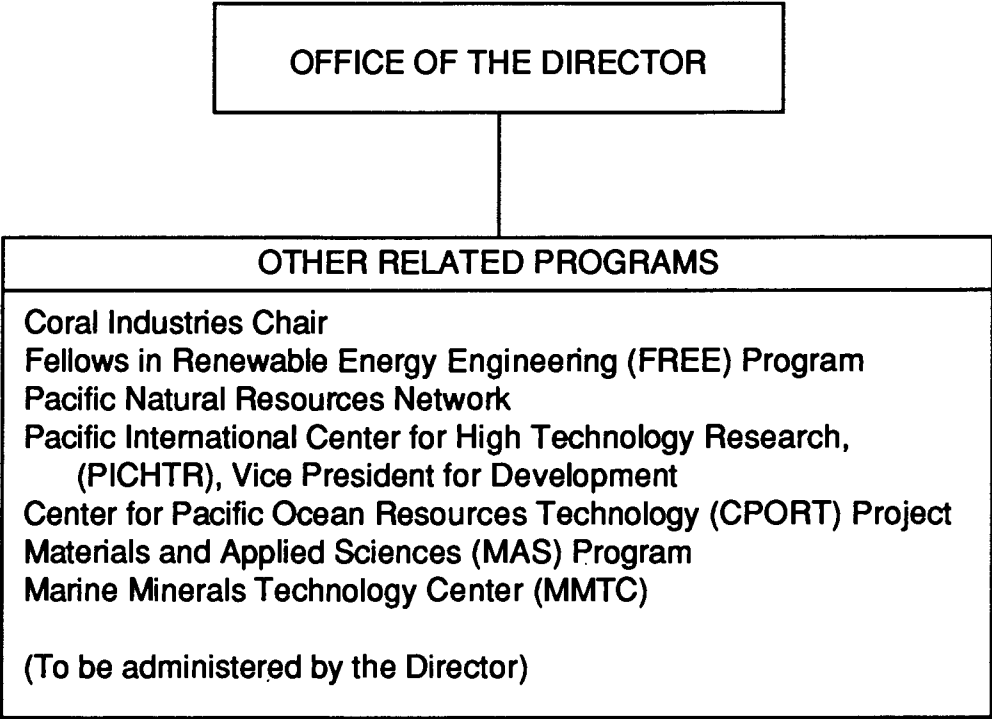 OFFICE OF THE DIRECTOR
OTHER RELATED PROGRAMS
Coral Industries Chair
Fellows in Renewable Energy Engineering (FREE) Program
Pacific Natural Resources Network
Pacific International Center for High Technology Research,
(PICHTR), Vice President for Development
Center for Pacific Ocean Resources Technology (CPORT) Project
Materials and Applied Sciences (MAS) Program
Marine Minerals Technology Center (MMTC)
(To be administered by the Director)